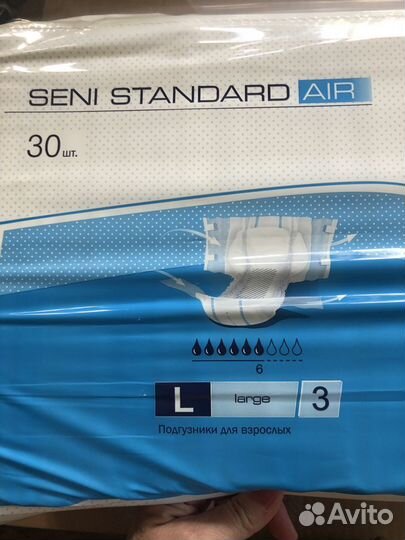 SENI STANDARD AIR
30 шт.
6
L large 3
Подгузники для взрослых
Avito